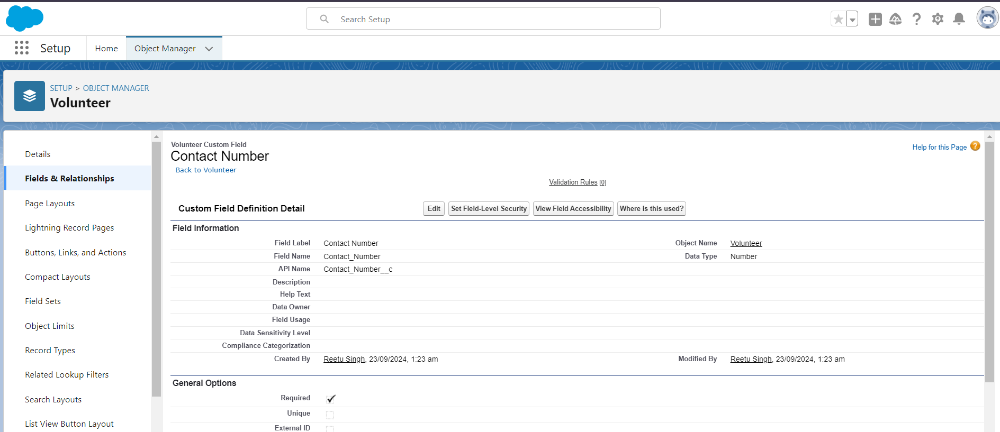 Search Setup
Setup
Home
Object Manager
SETUP > OBJECT MANAGER
Volunteer
Details
Fields & Relationships
Page Layouts
Lightning Record Pages
Buttons, Links, and Actions
Compact Layouts
Field Sets
Object Limits
Record Types
Related Lookup Filters
Search Layouts
List View Button Layout
Volunteer Custom Field
Contact Number
Back to Volunteer
Help for this Page ?
Validation Rules [0]
Custom Field Definition Detail
Edit Set Field-Level Security View Field Accessibility Where is this used?
Field Information
Field Label Contact Number Object Name Volunteer
Field Name Contact_Number Data Type Number
API Name Contact_Number__c
Description
Help Text
Data Owner
Field Usage
Data Sensitivity Level
Compliance Categorization
Created By Reetu Singh, 23/09/2024, 1:23 am Modified By Reetu Singh, 23/09/2024, 1:23 am
General Options
Required
Unique
External ID